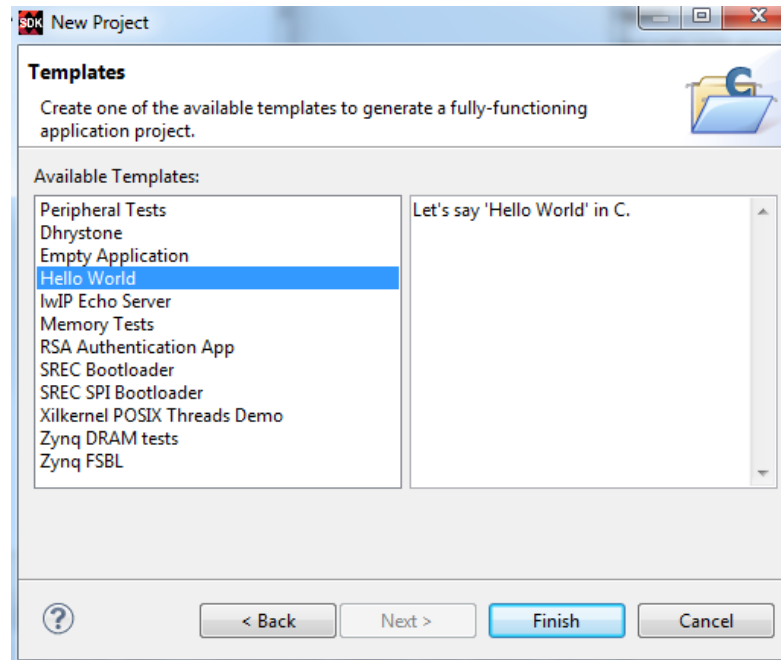 SDK New Project
Templates
Create one of the available templates to generate a fully-functioning
application project.
C
Available Templates:
Peripheral Tests
Dhrystone
Empty Application
Hello World
lwIP Echo Server
Memory Tests
RSA Authentication App
SREC Bootloader
SREC SPI Bootloader
Xilkernel POSIX Threads Demo
Zynq DRAM tests
Zynq FSBL
Let's say 'Hello World' in C.
?
< Back
Next >
Finish
Cancel